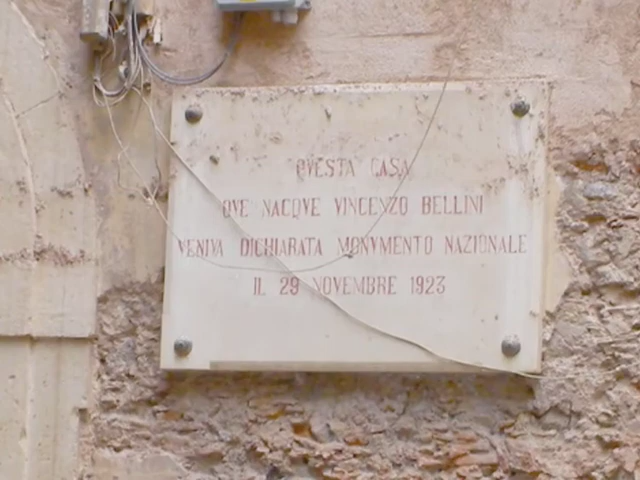 QVESTA CASA
OVE NACQVE VINCENZO BELLINI
VENIVA DICHIARATA MONVMENTO NAZIONALE
IL 29 NOVEMBRE 1923